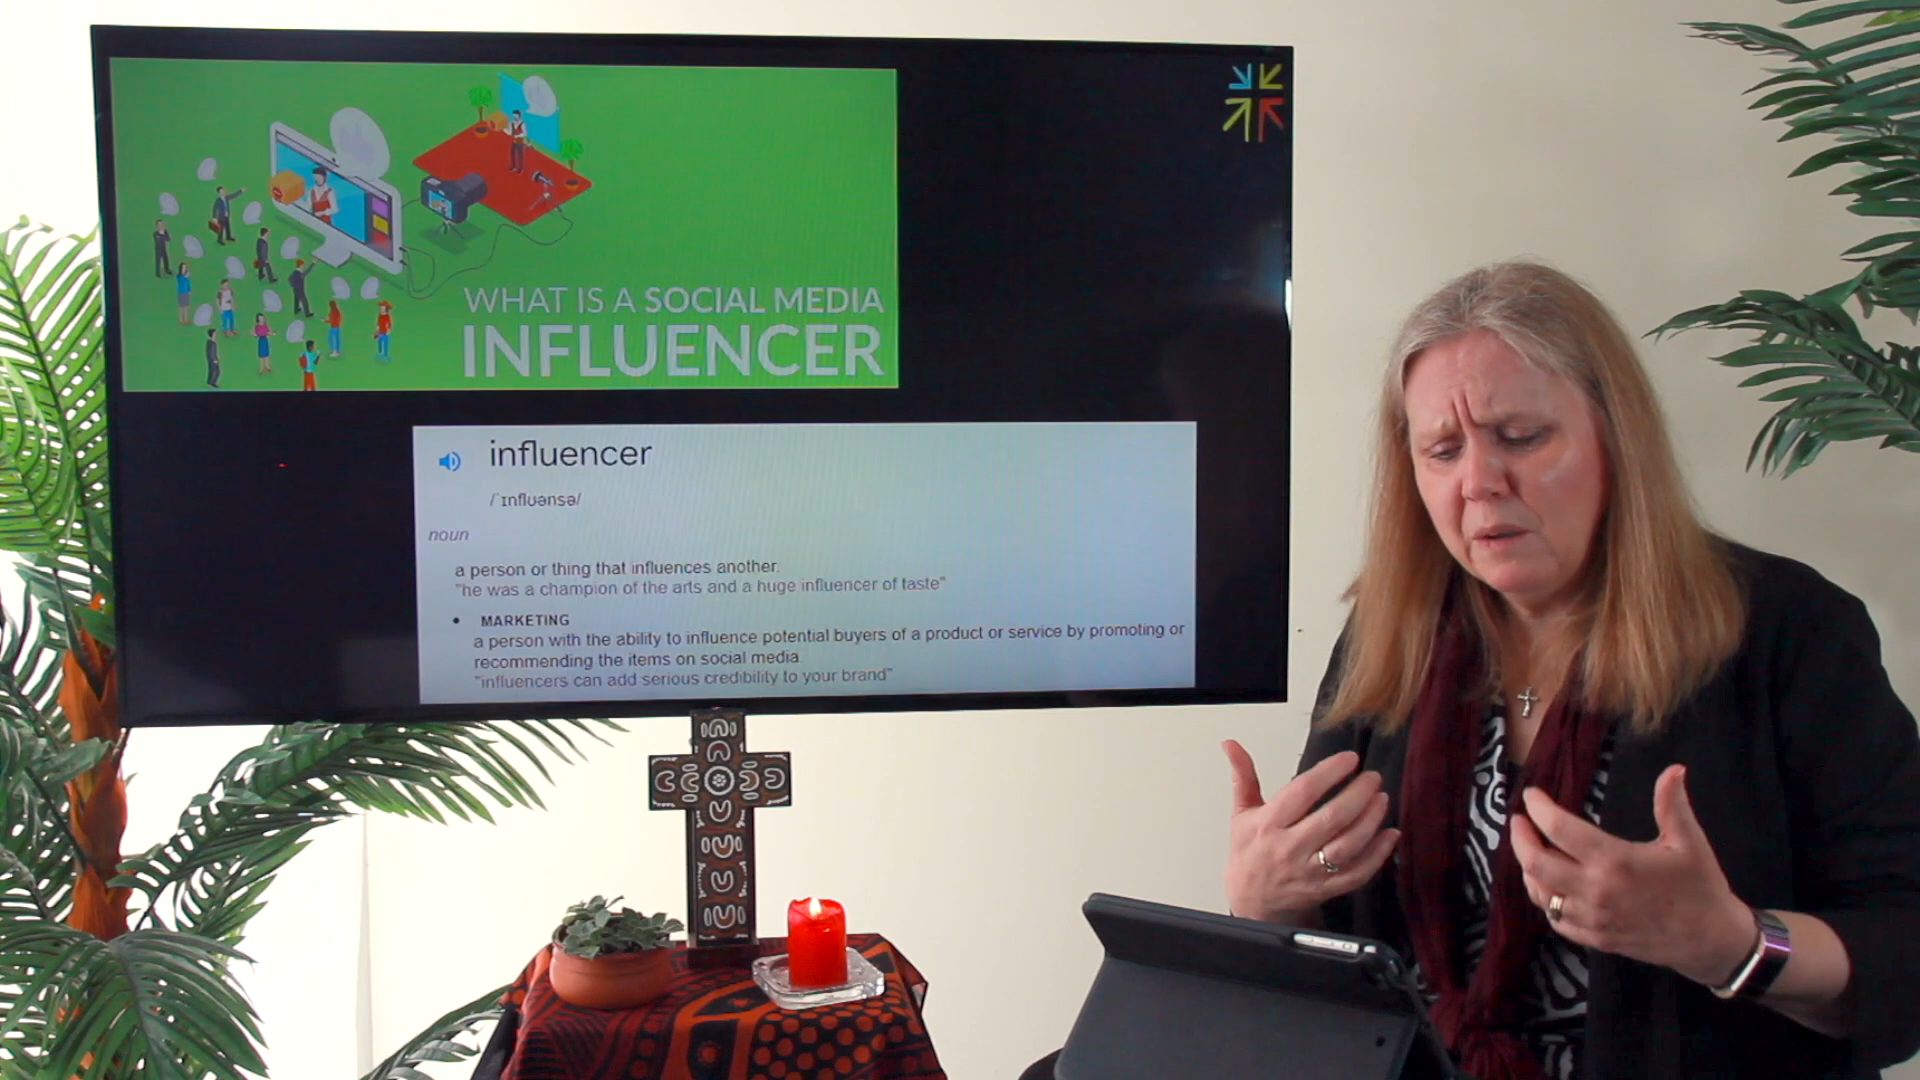 WHAT IS A SOCIAL MEDIA
INFLUENCER
influencer
/ˈɪnflʊənsə/
noun
a person or thing that influences another.
"he was a champion of the arts and a huge influencer of taste"
• MARKETING
a person with the ability to influence potential buyers of a product or service by promoting or
recommending the items on social media.
"influencers can add serious credibility to your brand"